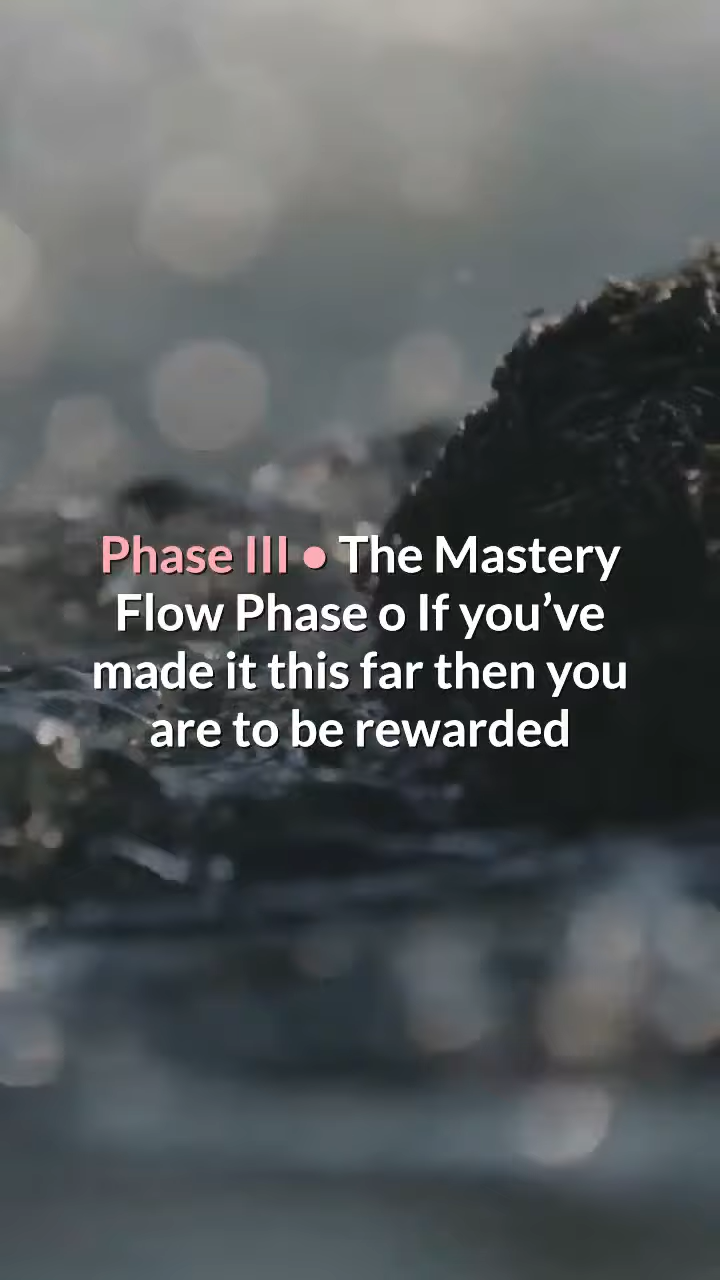 Phase III ● The Mastery
Flow Phase o If you’ve
made it this far then you
are to be rewarded